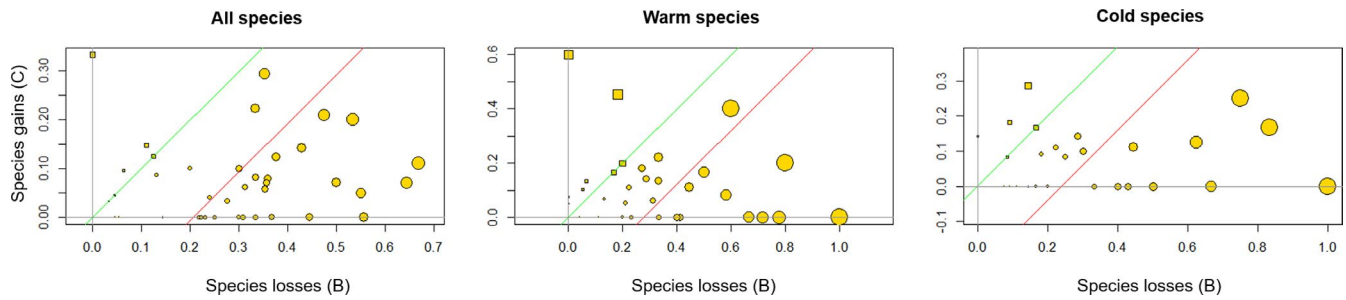 All species
Warm species
Cold species
Species gains (C)
0.30
0.20
0.10
0.00
0.6
0.4
0.2
0.0
0.3
0.2
0.1
0.0
-0.1
0.0 0.1 0.2 0.3 0.4 0.5 0.6 0.7
0.0 0.2 0.4 0.6 0.8 1.0
0.0 0.2 0.4 0.6 0.8 1.0
Species losses (B)
Species losses (B)
Species losses (B)